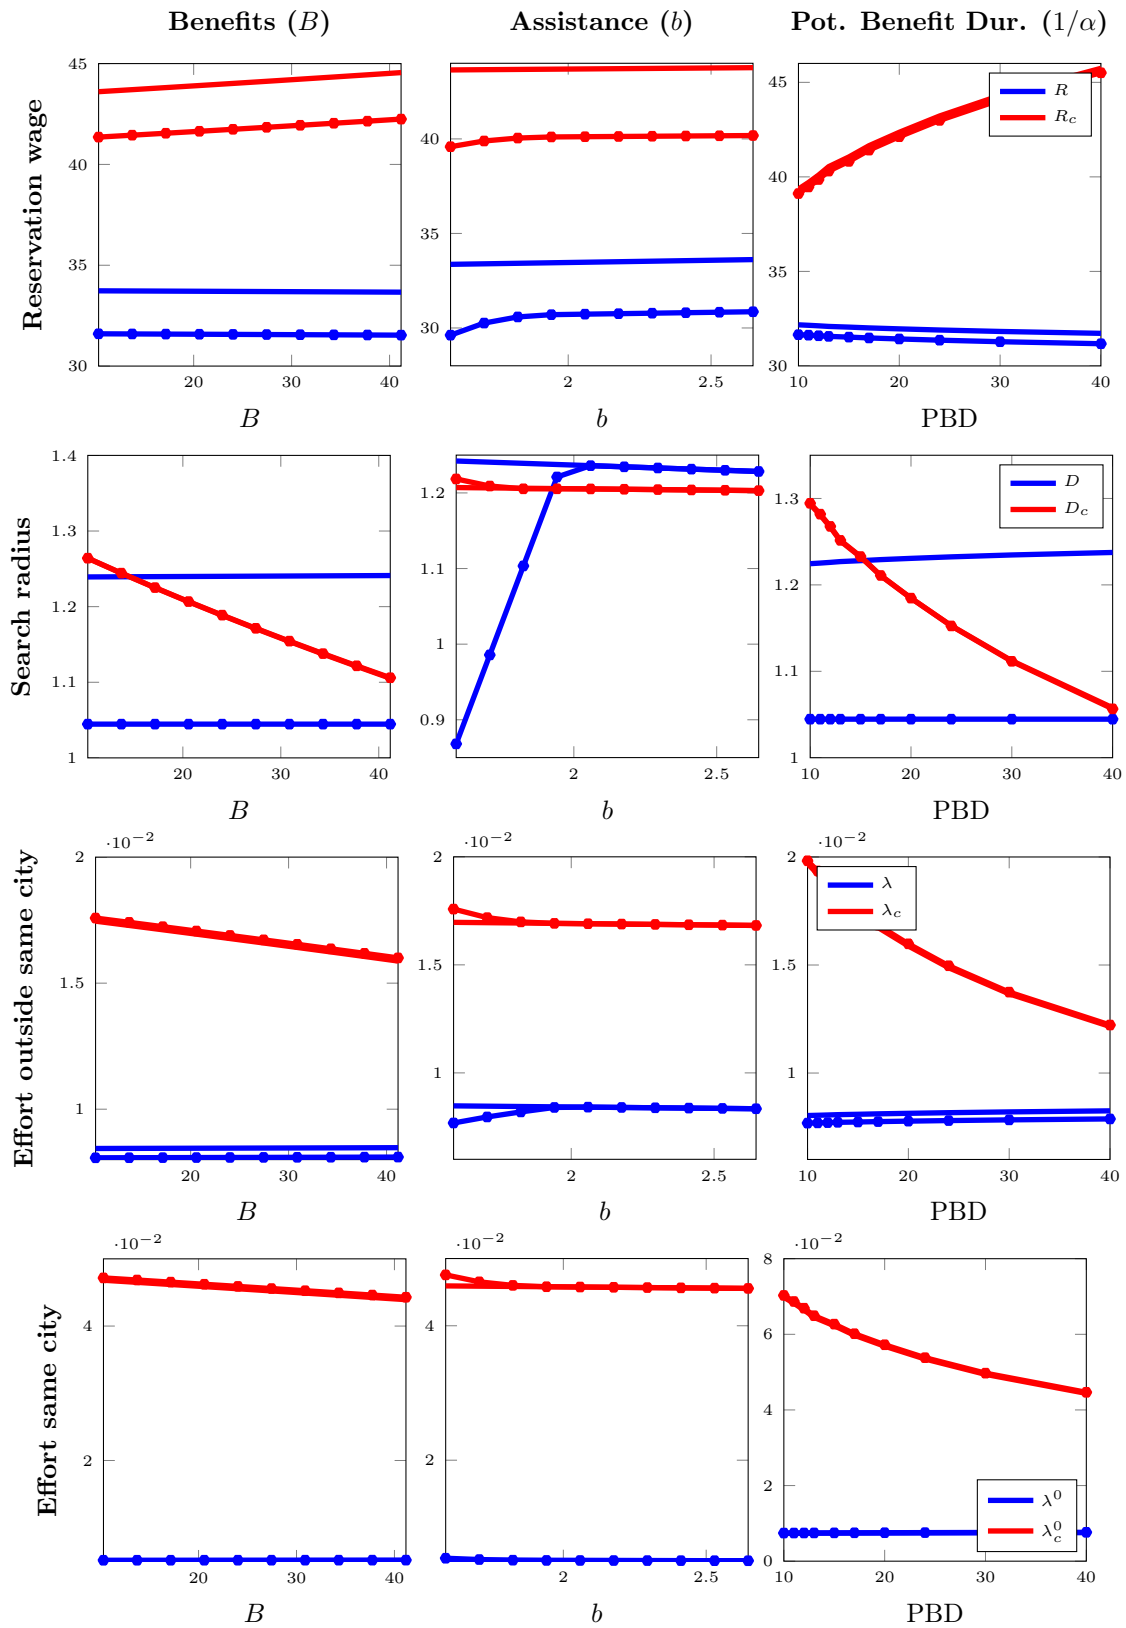 Benefits (B) Assistance (b) Pot. Benefit Dur. (1/α)
Reservation wage
45
40
35
30
20 30 40
B
40
35
30
2 2.5
b
45
40
35
30
10 20 30 40
PBD
R
R_c
Search radius
1.4
1.3
1.2
1.1
1
20 30 40
B
1.2
1.1
1
0.9
2 2.5
b
1.3
1.2
1.1
1
10 20 30 40
PBD
D
D_c
Effort outside same city
·10⁻²
2
1.5
1
20 30 40
B
·10⁻²
2
1.5
1
2 2.5
b
·10⁻²
2
1.5
1
10 20 30 40
PBD
λ
λ_c
Effort same city
·10⁻²
4
2
20 30 40
B
·10⁻²
4
2
2 2.5
b
·10⁻²
8
6
4
2
0
10 20 30 40
PBD
λ⁰
λ⁰_c